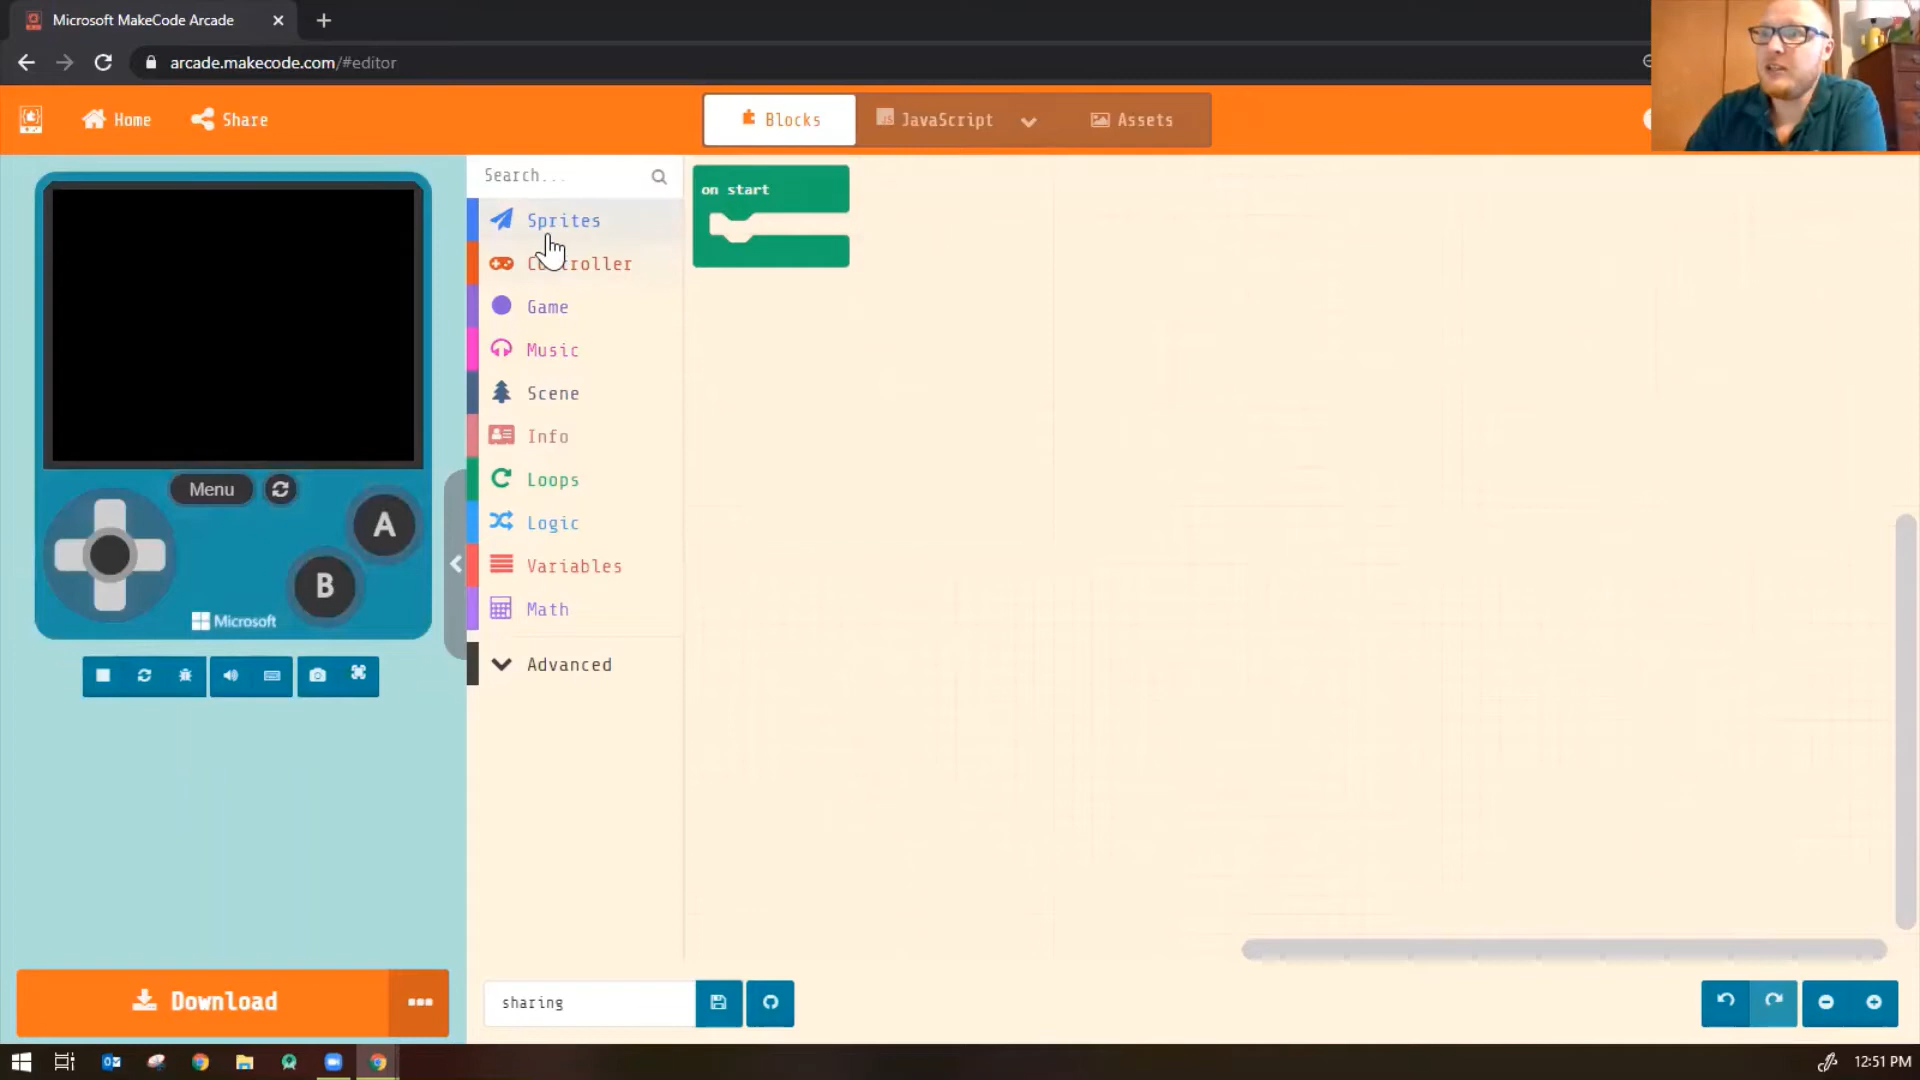 Microsoft MakeCode Arcade
arcade.makecode.com/#editor
Home
Share
Blocks
JavaScript
Assets
Search...
on start
Sprites
Controller
Game
Music
Scene
Info
Loops
Logic
Variables
Math
Advanced
Menu
A
B
Microsoft
Download
sharing
12:51 PM